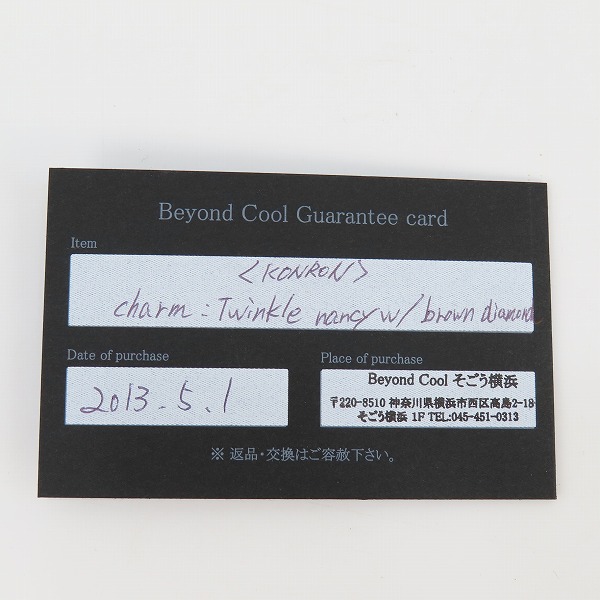 Beyond Cool Guarantee card
Item
<KONRON>
charm : Twinkle nancy w/ brown diamond
Date of purchase
2013.5.1
Place of purchase
Beyond Cool そごう横浜
〒220-8510 神奈川県横浜市西区高島2-18
そごう横浜 1F TEL:045-451-0313
※ 返品・交換はご容赦下さい。